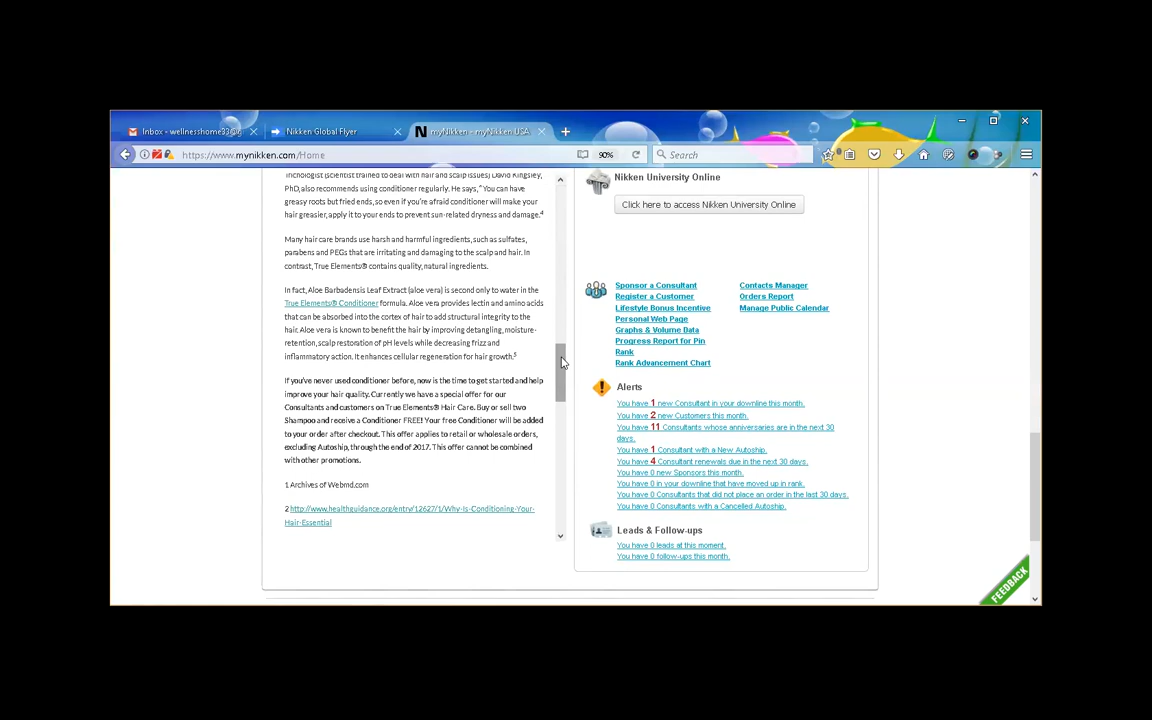 Inbox - wellnesshome33@g
Nikken Global Flyer
myNikken - myNikken USA
https://www.mynikken.com/Home
90%
Search
Trichologist (scientist trained to deal with hair and scalp issues) David Kingsley,
PhD, also recommends using conditioner regularly. He says, " You can have
greasy roots but fried ends, so even if you're afraid conditioner will make your
hair greasier, apply it to your ends to prevent sun-related dryness and damage.4
Many hair care brands use harsh and harmful ingredients, such as sulfates,
parabens and PEGs that are irritating and damaging to the scalp and hair. In
contrast, True Elements® contains quality, natural ingredients.
In fact, Aloe Barbadensis Leaf Extract (aloe vera) is second only to water in the
True Elements® Conditioner formula. Aloe vera provides lectin and amino acids
that can be absorbed into the cortex of hair to add structural integrity to the
hair. Aloe vera is known to benefit the hair by improving detangling, moisture-
retention, scalp restoration of pH levels while decreasing frizz and
inflammatory action. It enhances cellular regeneration for hair growth.5
If you've never used conditioner before, now is the time to get started and help
improve your hair quality. Currently we have a special offer for our
Consultants and customers on True Elements® Hair Care. Buy or sell two
Shampoo and receive a Conditioner FREE! Your free Conditioner will be added
to your order after checkout. This offer applies to retail or wholesale orders,
excluding Autoship, through the end of 2017. This offer cannot be combined
with other promotions.
1 Archives of Webmd.com
2 http://www.healthguidance.org/entry/12627/1/Why-Is-Conditioning-Your-
Hair-Essential
Nikken University Online
Click here to access Nikken University Online
Sponsor a Consultant
Register a Customer
Lifestyle Bonus Incentive
Personal Web Page
Graphs & Volume Data
Progress Report for Pin
Rank
Rank Advancement Chart
Contacts Manager
Orders Report
Manage Public Calendar
Alerts
You have 1 new Consultant in your downline this month.
You have 2 new Customers this month.
You have 11 Consultants whose anniversaries are in the next 30
days.
You have 1 Consultant with a New Autoship.
You have 4 Consultant renewals due in the next 30 days.
You have 0 new Sponsors this month.
You have 0 in your downline that have moved up in rank.
You have 0 Consultants that did not place an order in the last 30 days.
You have 0 Consultants with a Cancelled Autoship.
Leads & Follow-ups
You have 0 leads at this moment.
You have 0 follow-ups this month.
FEEDBACK